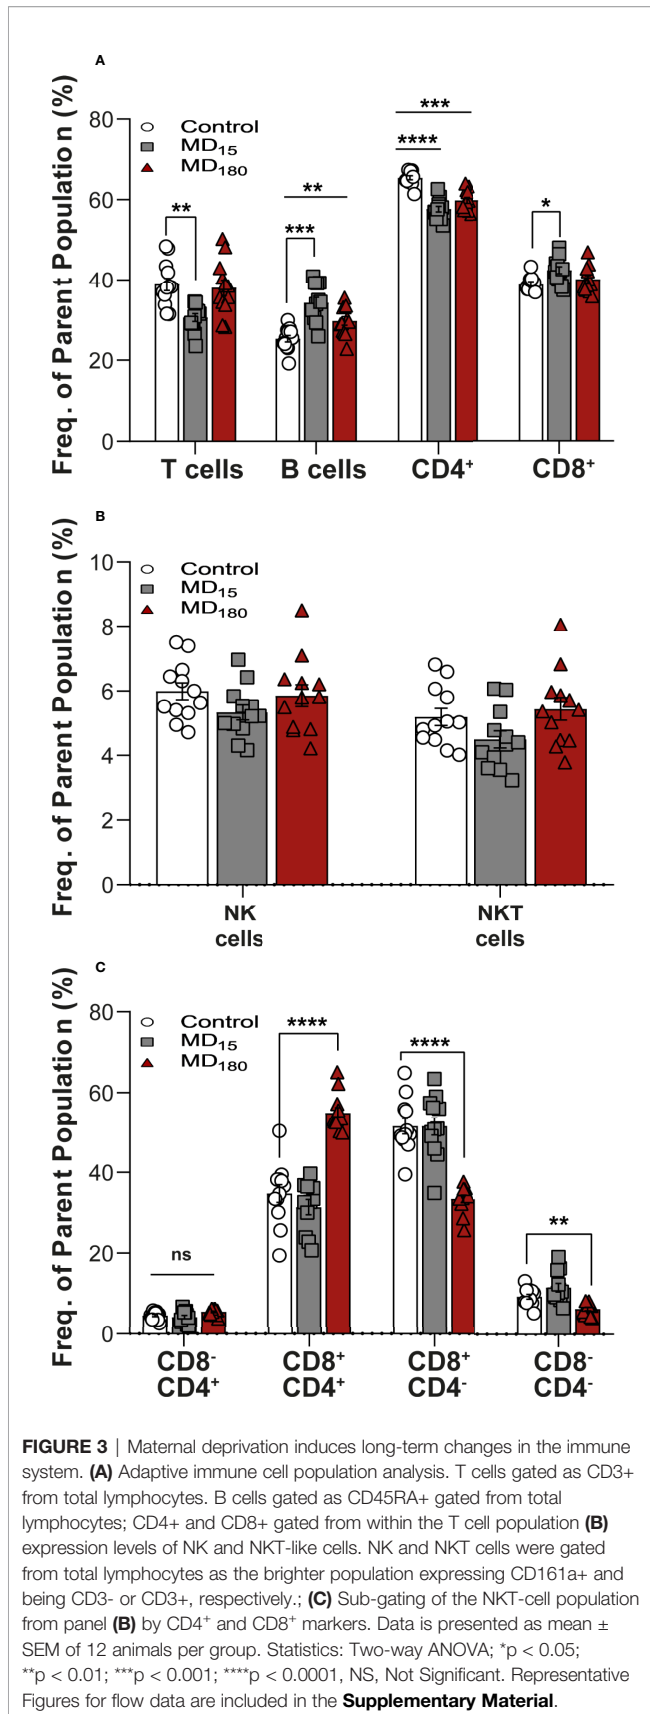 A
Freq. of Parent Population (%)
80
60
40
20
0
Control
MD15
MD180
**
***
**
****
***
*
T cells
B cells
CD4+
CD8+
B
Freq. of Parent Population (%)
10
8
6
4
2
0
Control
MD15
MD180
NK
cells
NKT
cells
C
Freq. of Parent Population (%)
80
60
40
20
0
Control
MD15
MD180
ns
****
****
**
CD8-
CD4+
CD8+
CD4+
CD8+
CD4-
CD8-
CD4-
FIGURE 3 | Maternal deprivation induces long-term changes in the immune
system. (A) Adaptive immune cell population analysis. T cells gated as CD3+
from total lymphocytes. B cells gated as CD45RA+ gated from total
lymphocytes; CD4+ and CD8+ gated from within the T cell population (B)
expression levels of NK and NKT-like cells. NK and NKT cells were gated
from total lymphocytes as the brighter population expressing CD161a+ and
being CD3- or CD3+, respectively.; (C) Sub-gating of the NKT-cell population
from panel (B) by CD4+ and CD8+ markers. Data is presented as mean ±
SEM of 12 animals per group. Statistics: Two-way ANOVA; *p < 0.05;
**p < 0.01; ***p < 0.001; ****p < 0.0001, NS, Not Significant. Representative
Figures for flow data are included in the Supplementary Material.